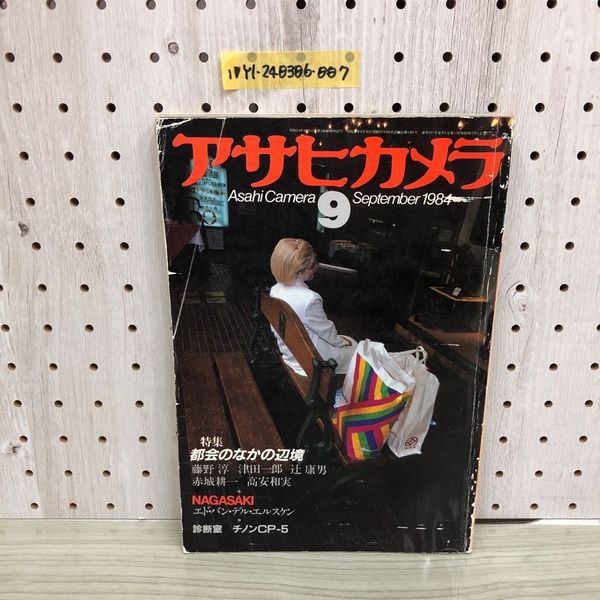 1DY1-240306-007
アサヒカメラ
Asahi Camera 9 September 1984
特集
都会のなかの辺境
藤野 淳 津田一郎 辻 康男
赤城耕一 高安和実
NAGASAKI
エド・バン・デル・エルスケン
診断室 チノンCP-5